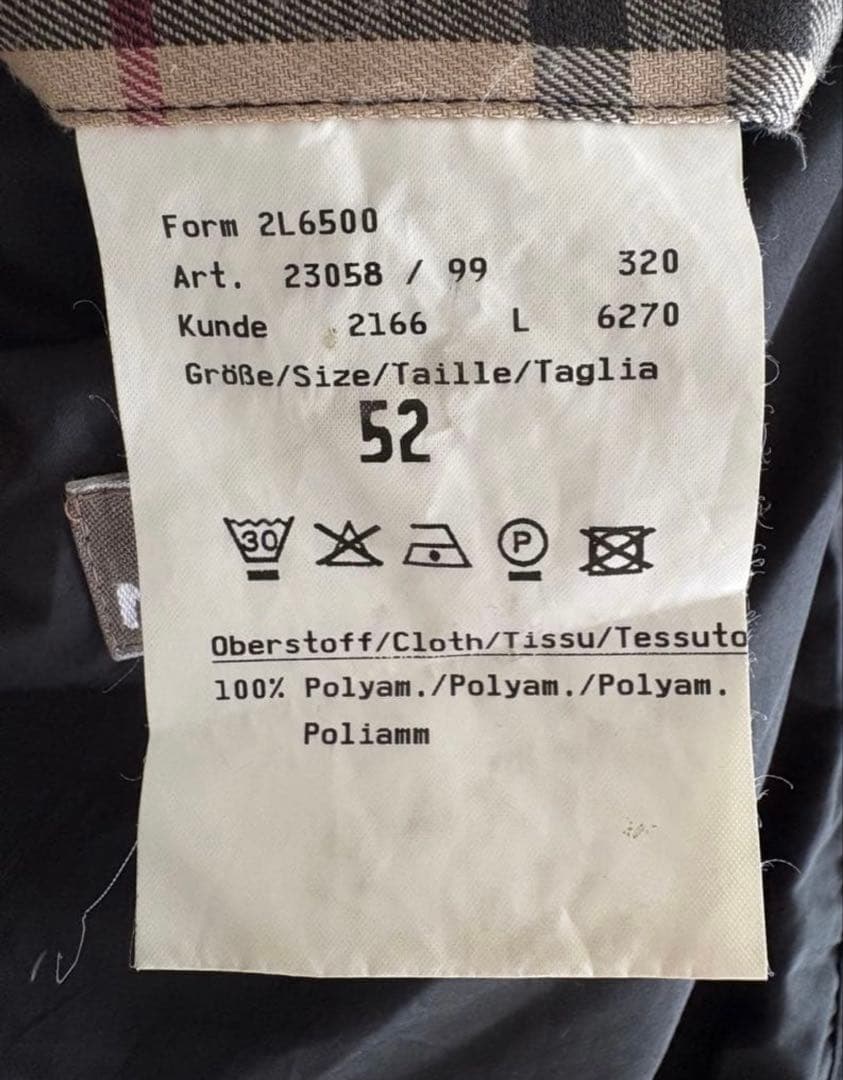 Form 2L6500
Art. 23058 / 99 320
Kunde 2166 L 6270
Größe/Size/Taille/Taglia
52
30 P
Oberstoff/Cloth/Tissu/Tessuto
100% Polyam./Polyam./Polyam.
Poliamm